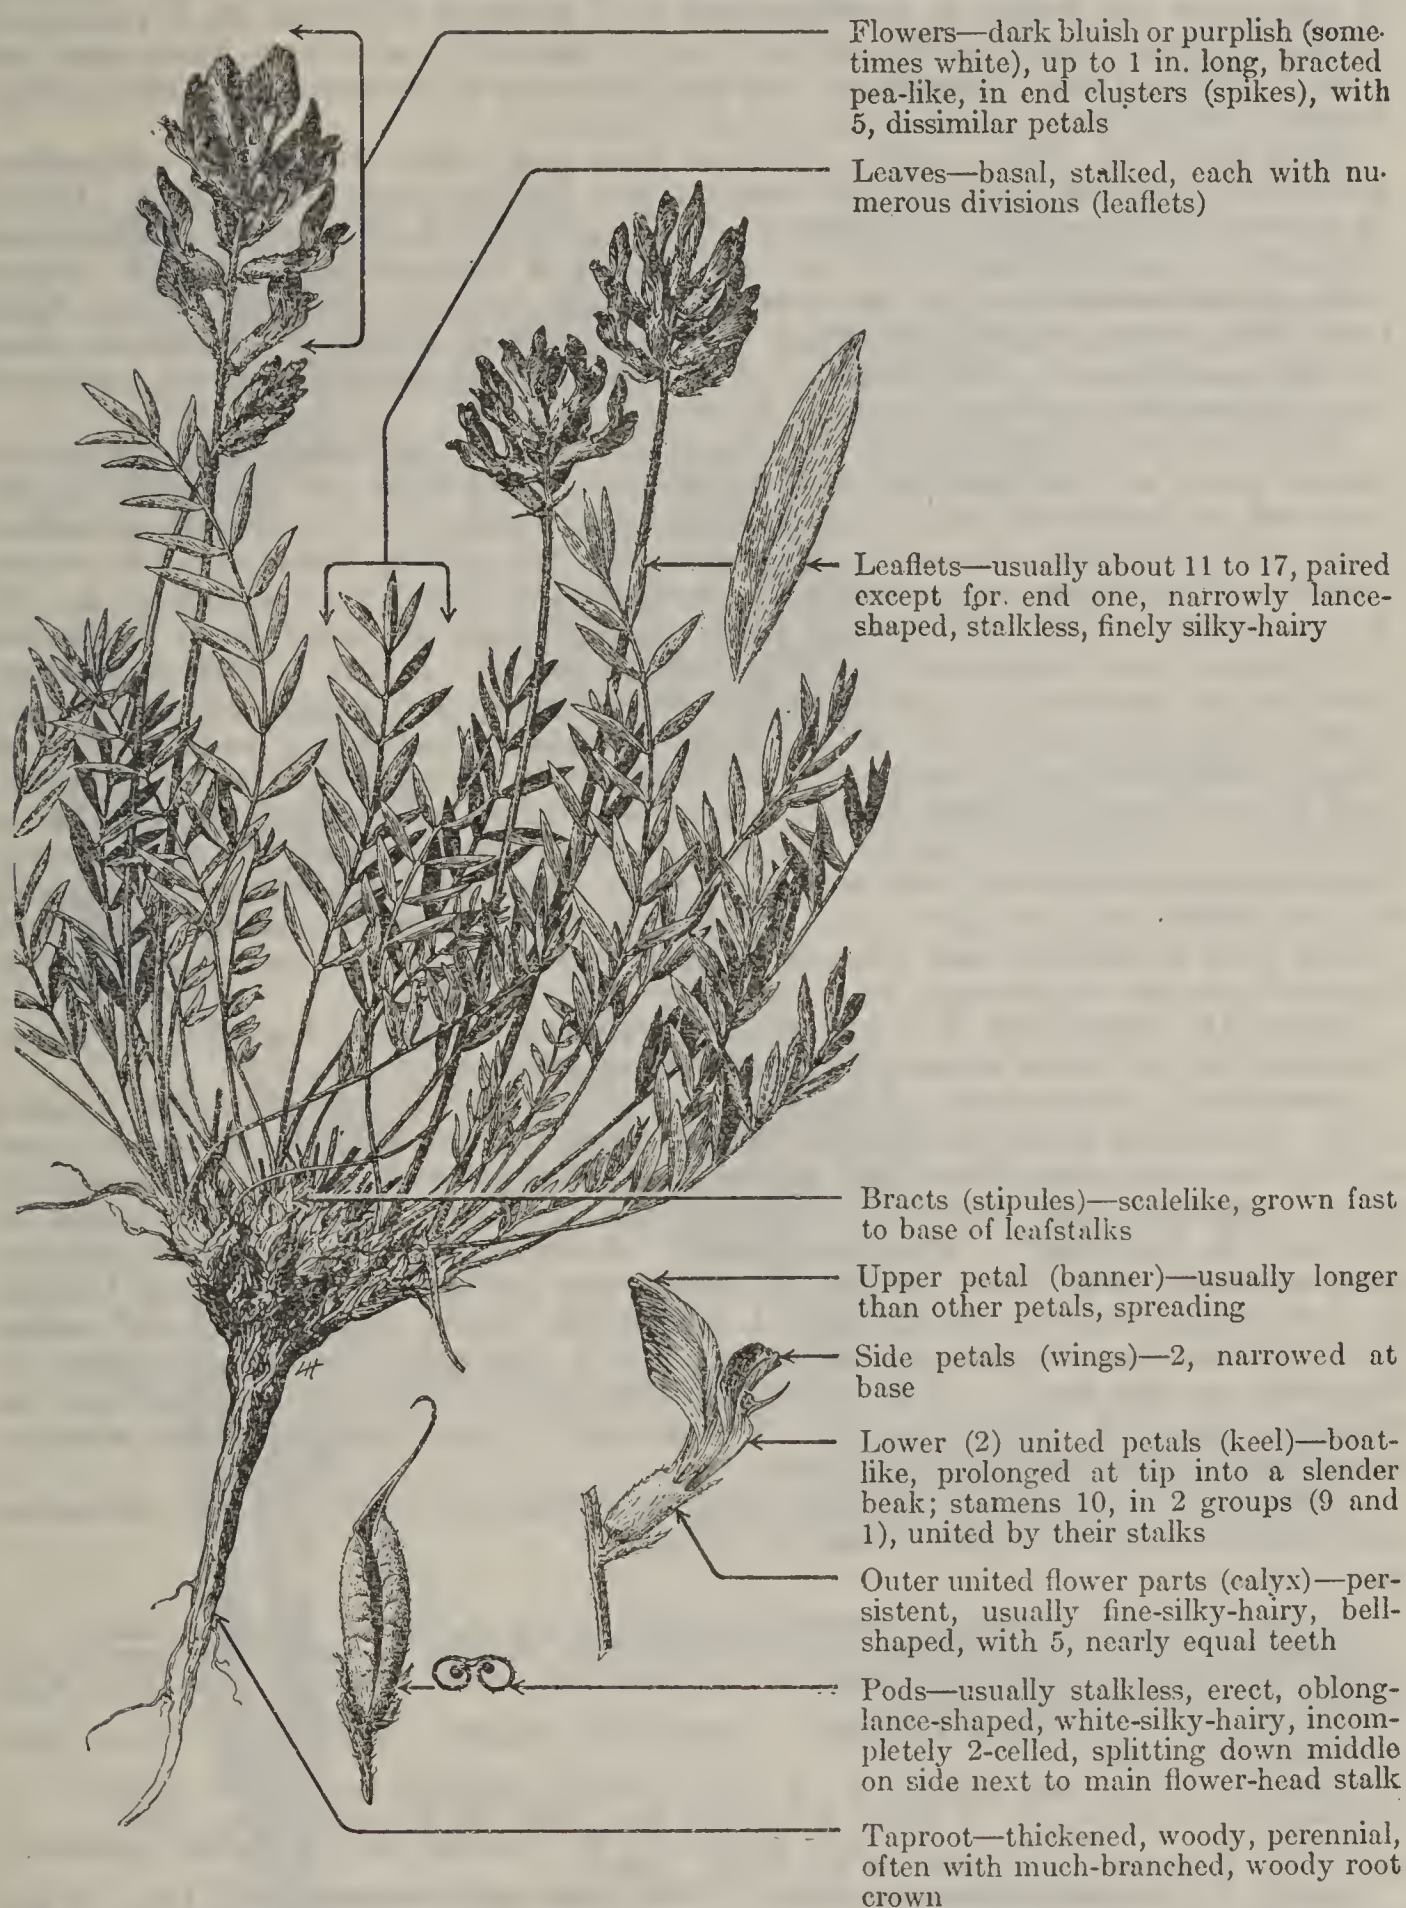 Flowers—dark bluish or purplish (some-
times white), up to 1 in. long, bracted
pea-like, in end clusters (spikes), with
5, dissimilar petals
Leaves—basal, stalked, each with nu-
merous divisions (leaflets)
Leaflets—usually about 11 to 17, paired
except for. end one, narrowly lance-
shaped, stalkless, finely silky-hairy
Bracts (stipules)—scalelike, grown fast
to base of leafstalks
Upper petal (banner)—usually longer
than other petals, spreading
Side petals (wings)—2, narrowed at
base
Lower (2) united petals (keel)—boat-
like, prolonged at tip into a slender
beak; stamens 10, in 2 groups (9 and
1), united by their stalks
Outer united flower parts (calyx)—per-
sistent, usually fine-silky-hairy, bell-
shaped, with 5, nearly equal teeth
Pods—usually stalkless, erect, oblong-
lance-shaped, white-silky-hairy, incom-
pletely 2-celled, splitting down middle
on side next to main flower-head stalk
Taproot—thickened, woody, perennial,
often with much-branched, woody root
crown